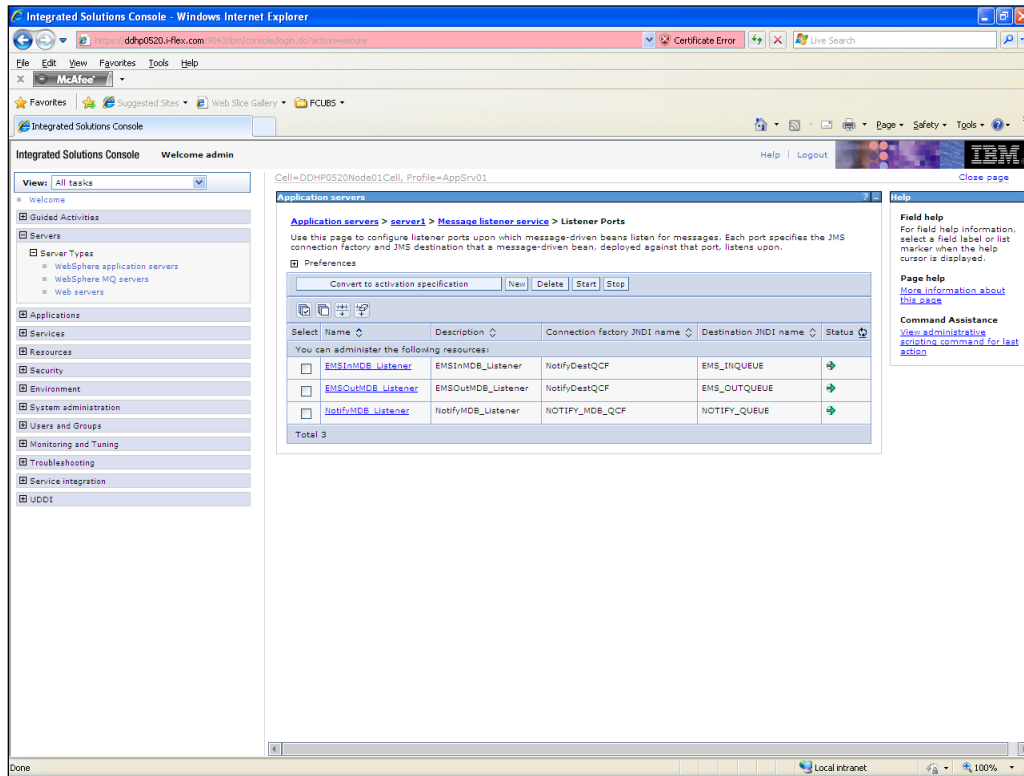 Integrated Solutions Console - Windows Internet Explorer
https://ddhp0520.i-flex.com:9043/ibm/console/login.do?action=secure
Certificate Error
Live Search
File Edit View Favorites Tools Help
McAfee
Favorites Suggested Sites Web Slice Gallery FCUBS
Integrated Solutions Console
Page Safety Tools
Integrated Solutions Console Welcome admin
Help | Logout
IBM.
View: All tasks
Cell=DDHP0520Node01Cell, Profile=AppSrv01
Close page
Welcome
Guided Activities
Servers
Server Types
WebSphere application servers
WebSphere MQ servers
Web servers
Applications
Services
Resources
Security
Environment
System administration
Users and Groups
Monitoring and Tuning
Troubleshooting
Service integration
UDDI
Application servers
Application servers > server1 > Message listener service > Listener Ports
Use this page to configure listener ports upon which message-driven beans listen for messages. Each port specifies the JMS
connection factory and JMS destination that a message-driven bean, deployed against that port, listens upon.
Preferences
Convert to activation specification New Delete Start Stop
Select Name Description Connection factory JNDI name Destination JNDI name Status
You can administer the following resources:
EMSInMDB_Listener EMSInMDB_Listener NotifyDestQCF EMS_INQUEUE
EMSOutMDB_Listener EMSOutMDB_Listener NotifyDestQCF EMS_OUTQUEUE
NotifyMDB_Listener NotifyMDB_Listener NOTIFY_MDB_QCF NOTIFY_QUEUE
Total 3
Help
Field help
For field help information,
select a field label or list
marker when the help
cursor is displayed.
Page help
More information about
this page
Command Assistance
View administrative
scripting command for last
action
Done
Local intranet
100%